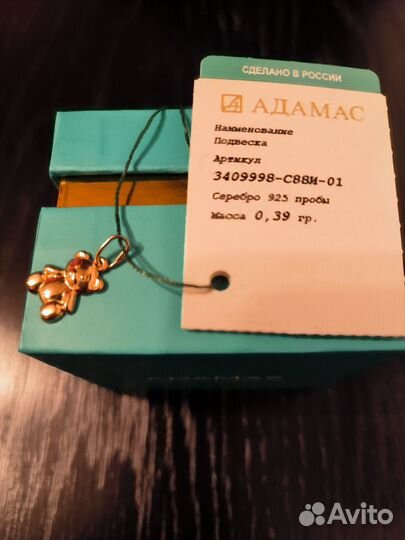 СДЕЛАНО В РОССИИ
АДАМАС
Наименование
Подвеска
Артикул
3409998-С88И-01
Серебро 925 пробы
Масса 0,39 гр.
Avito